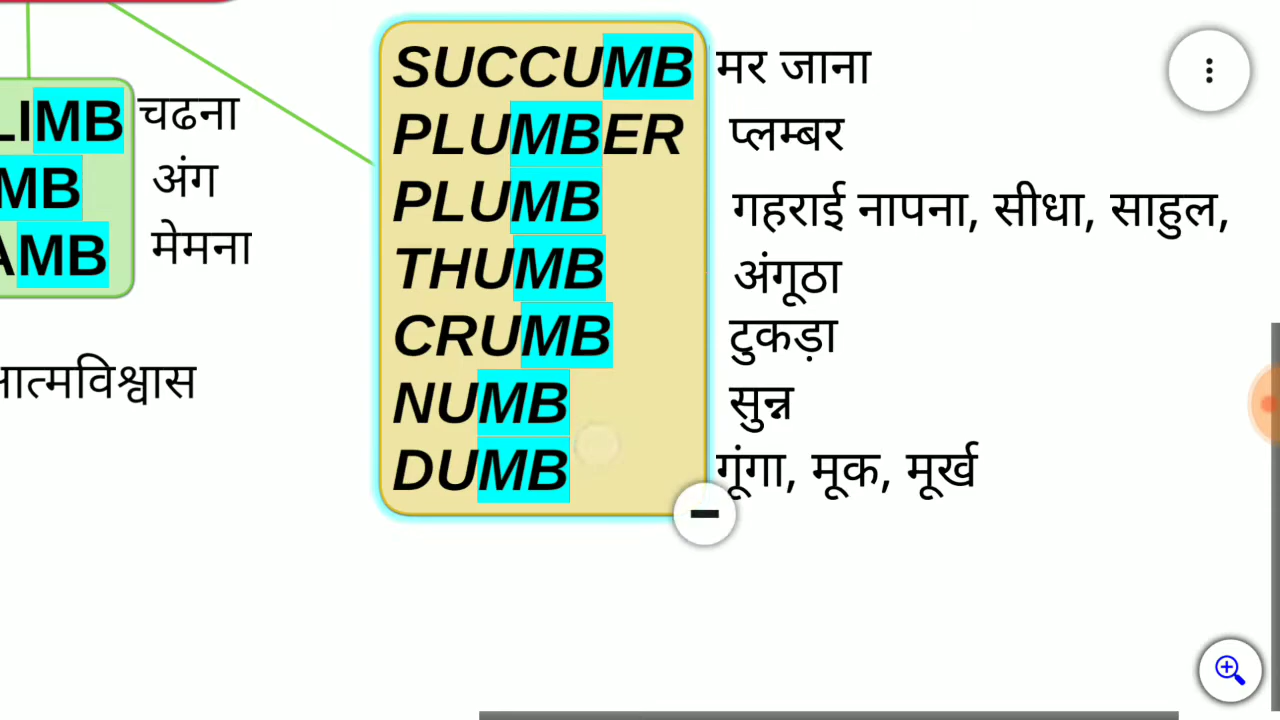 LIMB चढना
MB अंग
AMB मेमना
आत्मविश्वास
SUCCUMB मर जाना
PLUMBER प्लम्बर
PLUMB गहराई नापना, सीधा, साहुल,
THUMB अंगूठा
CRUMB टुकड़ा
NUMB सुन्न
DUMB गूंगा, मूक, मूर्ख